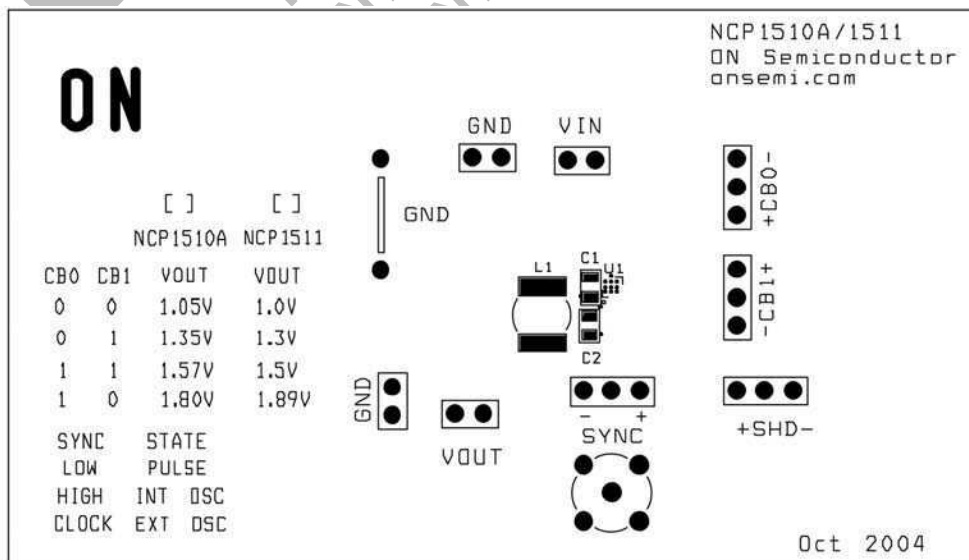 NCP1510A/1511
ON Semiconductor
onsemi.com
ON
GND VIN
+CB0-
GND
[ ] [ ]
NCP1510A NCP1511
CB0 CB1 VOUT VOUT
0 0 1.05V 1.0V
0 1 1.35V 1.3V
1 1 1.57V 1.5V
1 0 1.80V 1.89V
L1
C1
U1
C2
-CB1+
GND
VOUT
- +
SYNC
+SHD-
SYNC STATE
LOW PULSE
HIGH INT OSC
CLOCK EXT OSC
Oct 2004